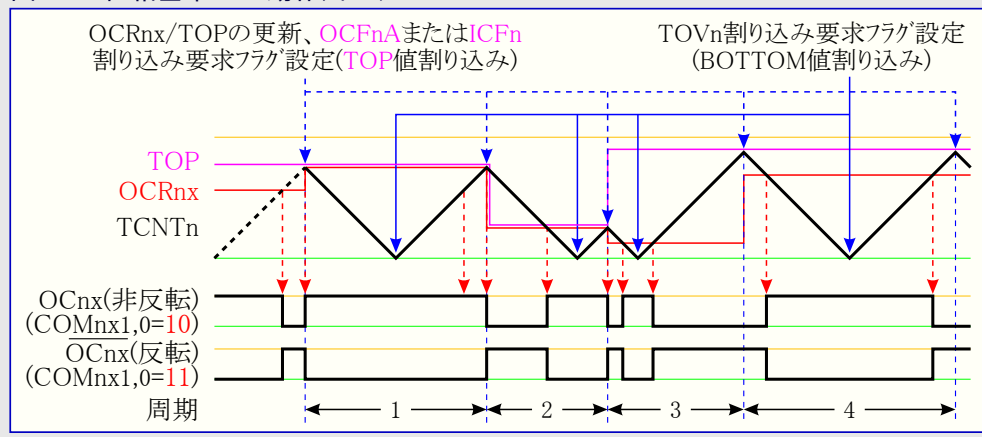 OCRnx/TOPの更新、OCFnAまたはICFn
割り込み要求フラグ設定(TOP値割り込み)
TOVn割り込み要求フラグ設定
(BOTTOM値割り込み)
TOP
OCRnx
TCNTn
OCnx(非反転)
(COMnx1,0=10)
OCnx(反転)
(COMnx1,0=11)
周期
1
2
3
4